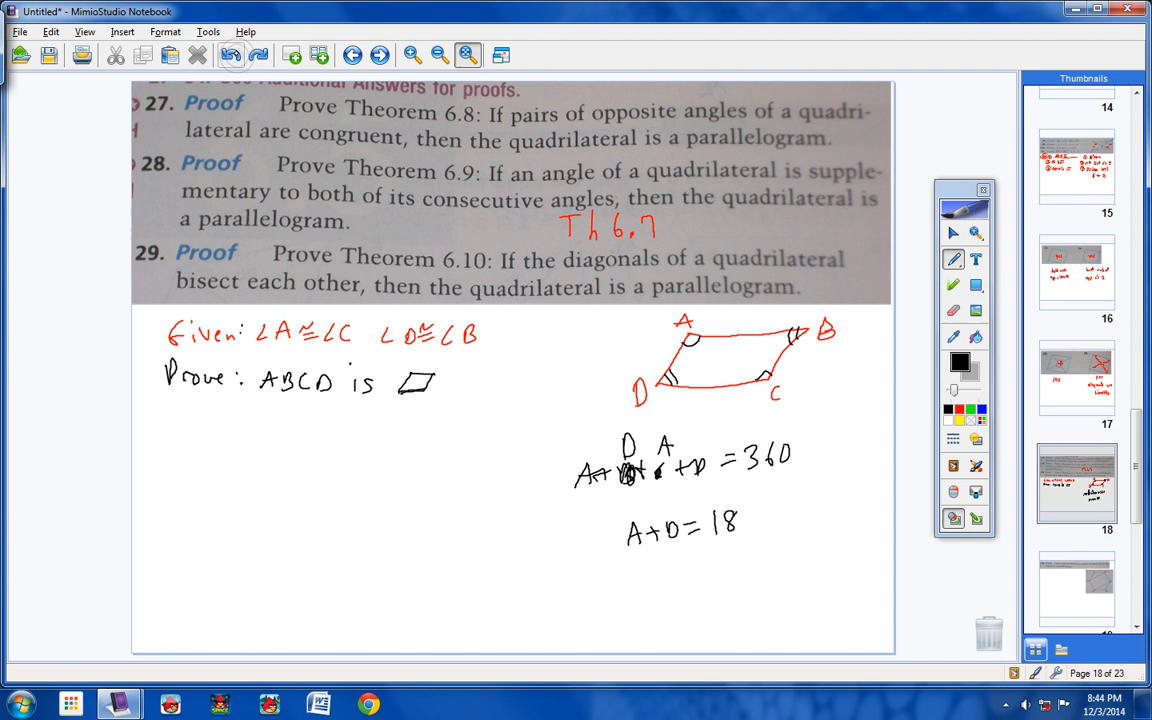 Untitled* - MimioStudio Notebook
File Edit View Insert Format Tools Help
Thumbnails
Additional Answers for proofs.
27. Proof Prove Theorem 6.8: If pairs of opposite angles of a quadri-
lateral are congruent, then the quadrilateral is a parallelogram.
28. Proof Prove Theorem 6.9: If an angle of a quadrilateral is supple-
mentary to both of its consecutive angles, then the quadrilateral is
a parallelogram.
Th 6.7
29. Proof Prove Theorem 6.10: If the diagonals of a quadrilateral
bisect each other, then the quadrilateral is a parallelogram.
Given: ∠A≅∠C ∠D≅∠B
Prove: ABCD is ▱
A B
D C
D A
A+ + +D =360
A+D=18
14
15
16
17
18
Page 18 of 23
8:44 PM
12/3/2014